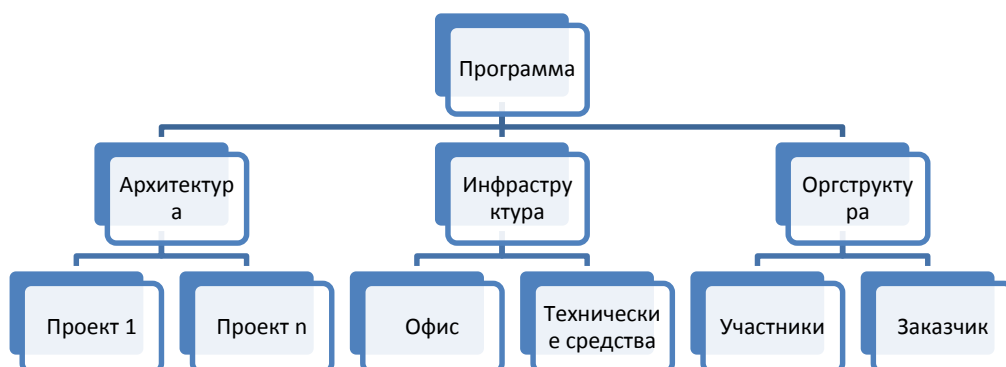 Программа
Архитектур
а
Инфрастру
ктура
Оргструкту
ра
Проект 1
Проект n
Офис
Технически
е средства
Участники
Заказчик